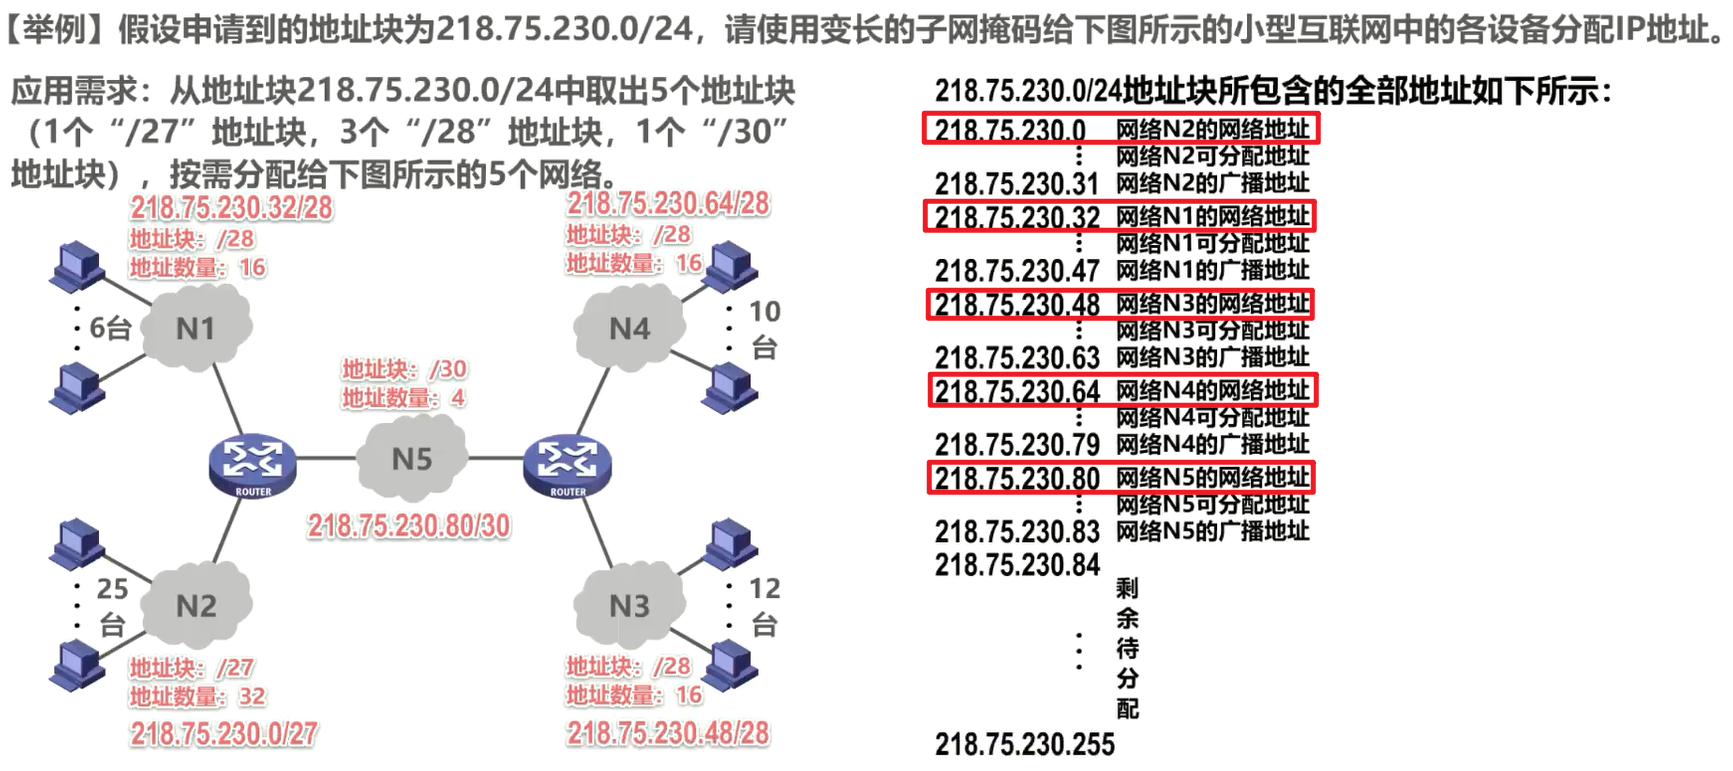 【举例】假设申请到的地址块为218.75.230.0/24，请使用变长的子网掩码给下图所示的小型互联网中的各设备分配IP地址。
应用需求：从地址块218.75.230.0/24中取出5个地址块
（1个“/27”地址块，3个“/28”地址块，1个“/30”
地址块），按需分配给下图所示的5个网络。
218.75.230.32/28
地址块：/28
地址数量：16
6台
N1
218.75.230.64/28
地址块：/28
地址数量：16
N4
10
台
地址块：/30
地址数量：4
N5
ROUTER
ROUTER
218.75.230.80/30
25
台
N2
地址块：/27
地址数量：32
218.75.230.0/27
N3
12
台
地址块：/28
地址数量：16
218.75.230.48/28
218.75.230.0/24地址块所包含的全部地址如下所示：
218.75.230.0 网络N2的网络地址
⋮ 网络N2可分配地址
218.75.230.31 网络N2的广播地址
218.75.230.32 网络N1的网络地址
⋮ 网络N1可分配地址
218.75.230.47 网络N1的广播地址
218.75.230.48 网络N3的网络地址
⋮ 网络N3可分配地址
218.75.230.63 网络N3的广播地址
218.75.230.64 网络N4的网络地址
⋮ 网络N4可分配地址
218.75.230.79 网络N4的广播地址
218.75.230.80 网络N5的网络地址
⋮ 网络N5可分配地址
218.75.230.83 网络N5的广播地址
218.75.230.84
⋮
剩
余
待
分
配
218.75.230.255